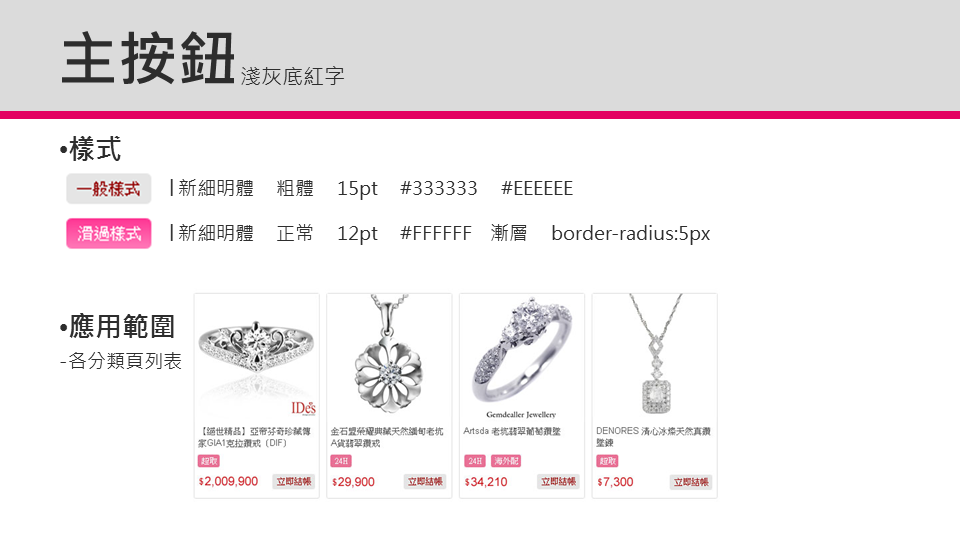 主按鈕 淺灰底紅字
•樣式
一般樣式 | 新細明體 粗體 15pt #333333 #EEEEEE
滑過樣式 | 新細明體 正常 12pt #FFFFFF 漸層 border-radius:5px
•應用範圍
-各分類頁列表
IDes
Gemdealler Jewellery
【絕世精品】亞帝芬奇珍藏傳家GIA1克拉鑽戒（DIF）
超取
$2,009,900 立即結帳
金石盟榮耀典藏天然緬甸老坑A貨翡翠鑽戒
24H
$29,900 立即結帳
Artsda 老坑翡翠葡萄鑽墜
24H 海外配
$34,210 立即結帳
DENORES 清心冰燦天然真鑽墜鍊
超取
$7,300 立即結帳